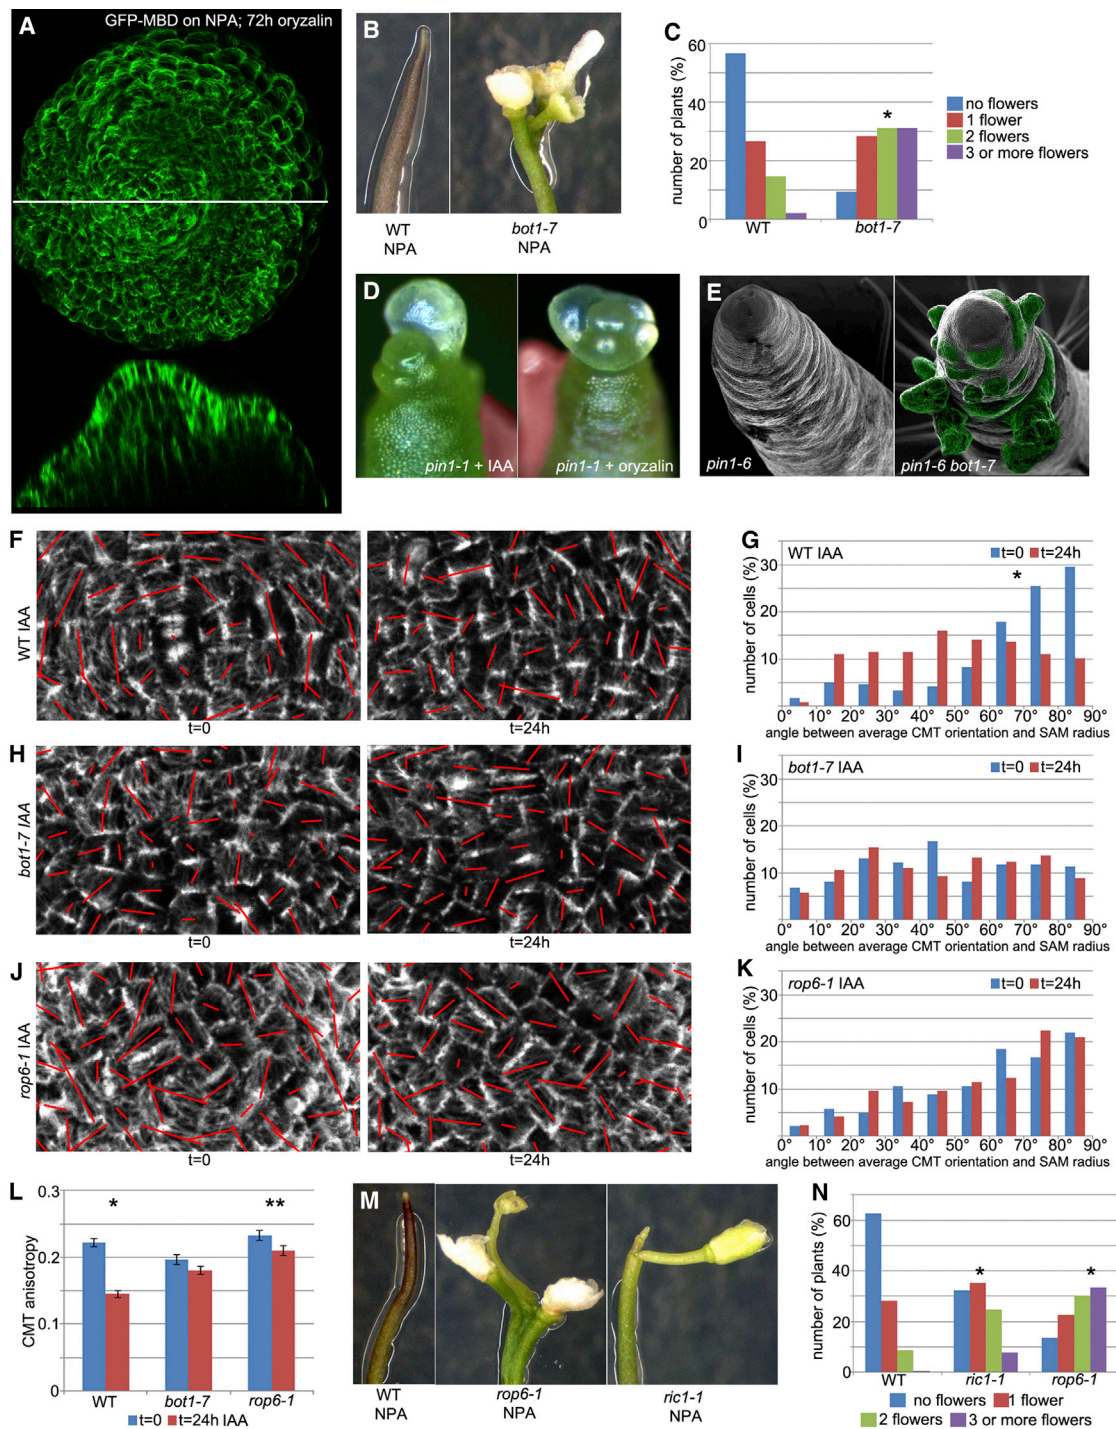 A
GFP-MBD on NPA; 72h oryzalin
B
WT
NPA
bot1-7
NPA
C
number of plants (%)
60
40
20
0
WT
bot1-7
*
no flowers
1 flower
2 flowers
3 or more flowers
D
pin1-1 + IAA
pin1-1 + oryzalin
E
pin1-6
pin1-6 bot1-7
F
WT IAA
t=0
t=24h
G
WT IAA
t=0
t=24h
*
number of cells (%)
30
20
10
0° 10° 20° 30° 40° 50° 60° 70° 80° 90°
angle between average CMT orientation and SAM radius
H
bot1-7 IAA
t=0
t=24h
I
bot1-7 IAA
t=0
t=24h
number of cells (%)
30
20
10
0° 10° 20° 30° 40° 50° 60° 70° 80° 90°
angle between average CMT orientation and SAM radius
J
rop6-1 IAA
t=0
t=24h
K
rop6-1 IAA
t=0
t=24h
number of cells (%)
30
20
10
0° 10° 20° 30° 40° 50° 60° 70° 80° 90°
angle between average CMT orientation and SAM radius
L
CMT anisotropy
0.3
0.2
0.1
0
*
**
WT
bot1-7
rop6-1
t=0
t=24h IAA
M
WT
NPA
rop6-1
NPA
ric1-1
NPA
N
number of plants (%)
60
40
20
0
*
*
WT
ric1-1
rop6-1
no flowers
1 flower
2 flowers
3 or more flowers